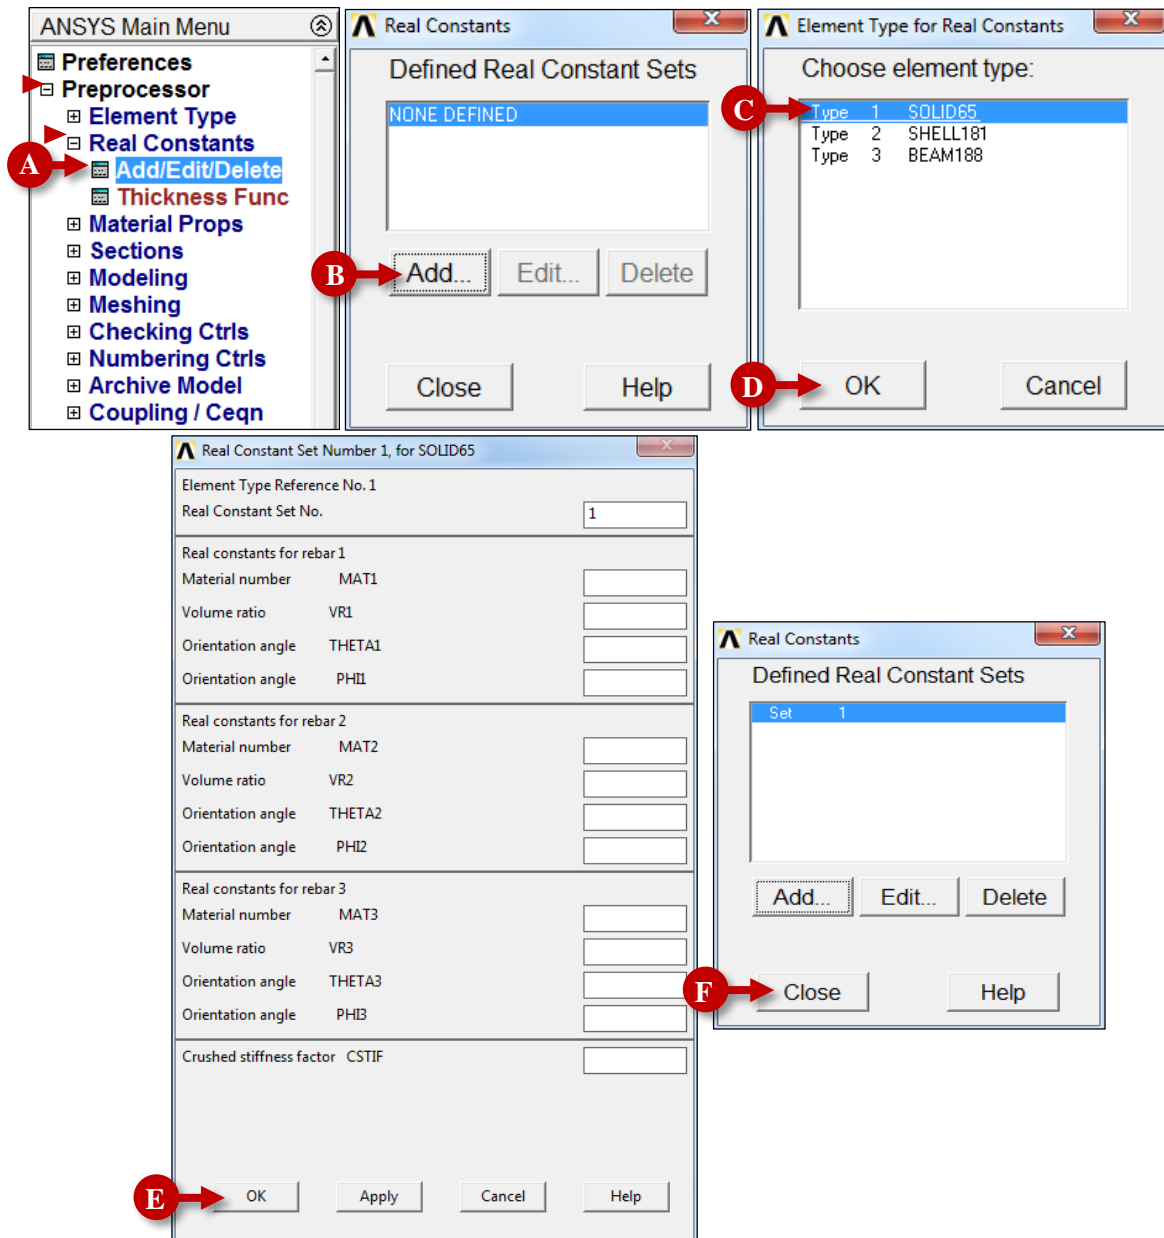 ANSYS Main Menu
Preferences
Preprocessor
Element Type
Real Constants
A
Add/Edit/Delete
Thickness Func
Material Props
Sections
Modeling
Meshing
Checking Ctrls
Numbering Ctrls
Archive Model
Coupling / Ceqn
Real Constants
Defined Real Constant Sets
NONE DEFINED
B
Add... Edit... Delete
Close Help
Element Type for Real Constants
Choose element type:
C
Type 1 SOLID65
Type 2 SHELL181
Type 3 BEAM188
D
OK Cancel
Real Constant Set Number 1, for SOLID65
Element Type Reference No. 1
Real Constant Set No. 1
Real constants for rebar 1
Material number MAT1
Volume ratio VR1
Orientation angle THETA1
Orientation angle PHI1
Real constants for rebar 2
Material number MAT2
Volume ratio VR2
Orientation angle THETA2
Orientation angle PHI2
Real constants for rebar 3
Material number MAT3
Volume ratio VR3
Orientation angle THETA3
Orientation angle PHI3
Crushed stiffness factor CSTIF
E
OK Apply Cancel Help
Real Constants
Defined Real Constant Sets
Set 1
Add... Edit... Delete
F
Close Help